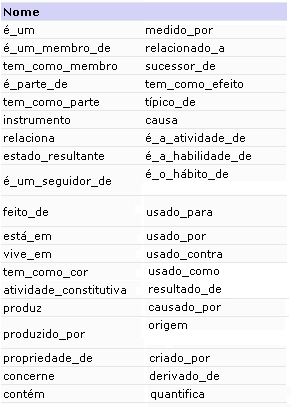 Nome
é_um medido_por
é_um_membro_de relacionado_a
tem_como_membro sucessor_de
é_parte_de tem_como_efeito
tem_como_parte típico_de
instrumento causa
relaciona é_a_atividade_de
estado_resultante é_a_habilidade_de
é_um_seguidor_de é_o_hábito_de
feito_de usado_para
está_em usado_por
vive_em usado_contra
tem_como_cor usado_como
atividade_constitutiva resultado_de
produz causado_por
produzido_por origem
propriedade_de criado_por
concerne derivado_de
contém quantifica